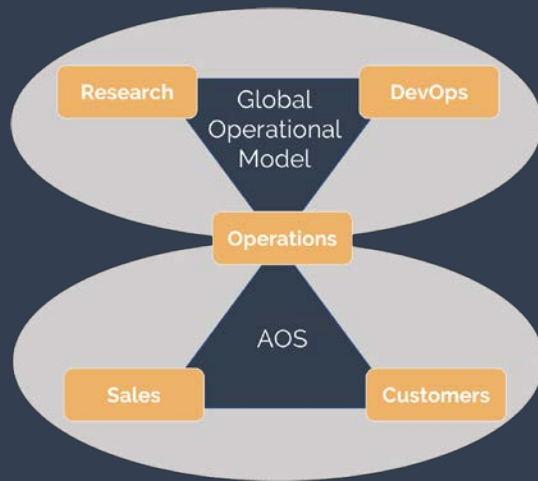 Research
DevOps
Global
Operational
Model
Operations
AOS
Sales
Customers